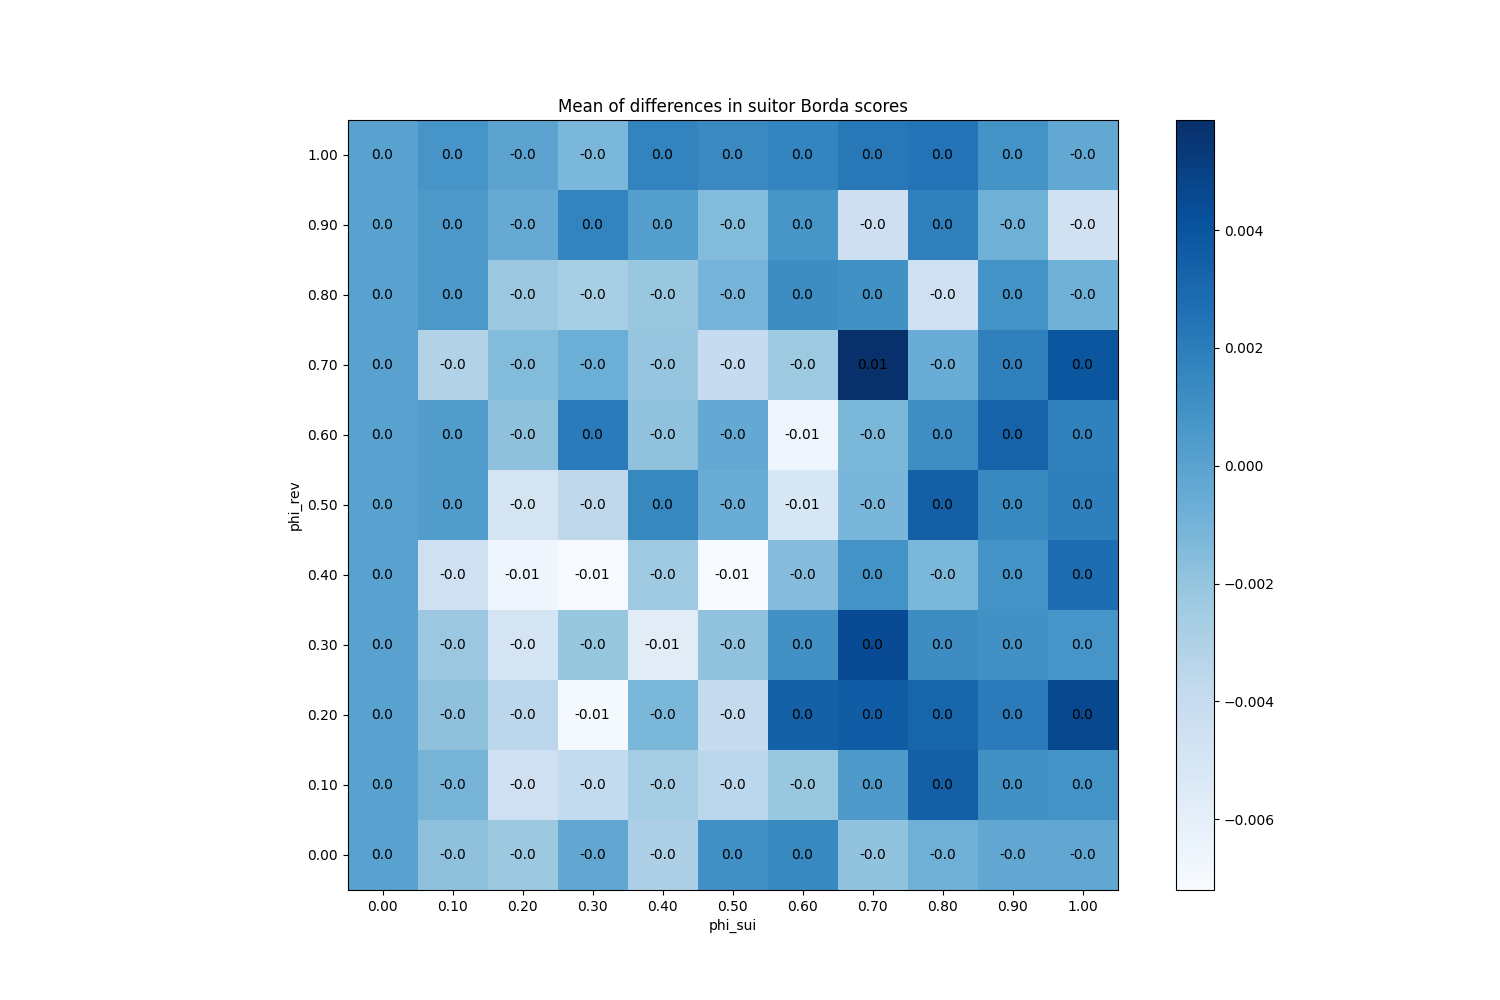 Mean of differences in suitor Borda scores
1.00 0.0 0.0 -0.0 -0.0 0.0 0.0 0.0 0.0 0.0 0.0 -0.0
0.90 0.0 0.0 -0.0 0.0 0.0 -0.0 0.0 -0.0 0.0 -0.0 -0.0
0.80 0.0 0.0 -0.0 -0.0 -0.0 -0.0 0.0 0.0 -0.0 0.0 -0.0
0.70 0.0 -0.0 -0.0 -0.0 -0.0 -0.0 -0.0 0.01 -0.0 0.0 0.0
0.60 0.0 0.0 -0.0 0.0 -0.0 -0.0 -0.01 -0.0 0.0 0.0 0.0
0.50 0.0 0.0 -0.0 -0.0 0.0 -0.0 -0.01 -0.0 0.0 0.0 0.0
0.40 0.0 -0.0 -0.01 -0.01 -0.0 -0.01 -0.0 0.0 -0.0 0.0 0.0
0.30 0.0 -0.0 -0.0 -0.0 -0.01 -0.0 0.0 0.0 0.0 0.0 0.0
0.20 0.0 -0.0 -0.0 -0.01 -0.0 -0.0 0.0 0.0 0.0 0.0 0.0
0.10 0.0 -0.0 -0.0 -0.0 -0.0 -0.0 -0.0 0.0 0.0 0.0 0.0
0.00 0.0 -0.0 -0.0 -0.0 -0.0 0.0 0.0 -0.0 -0.0 -0.0 -0.0
0.00 0.10 0.20 0.30 0.40 0.50 0.60 0.70 0.80 0.90 1.00
phi_sui
phi_rev
0.004
0.002
0.000
−0.002
−0.004
−0.006